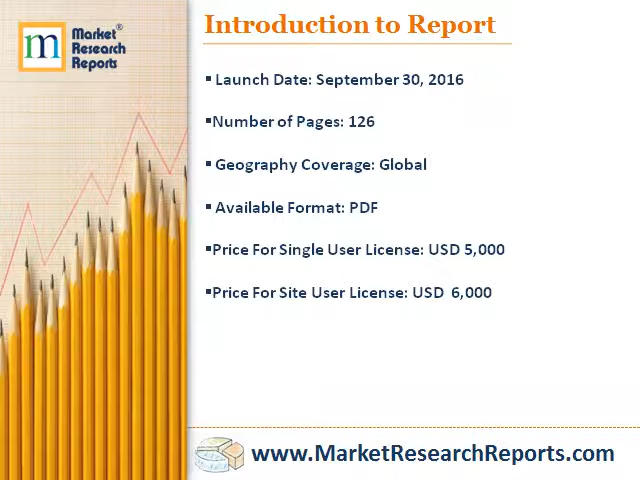 m
Market®
Research
Reports
Introduction to Report
▪ Launch Date: September 30, 2016
▪Number of Pages: 126
▪ Geography Coverage: Global
▪ Available Format: PDF
▪Price For Single User License: USD 5,000
▪Price For Site User License: USD  6,000
www.MarketResearchReports.com